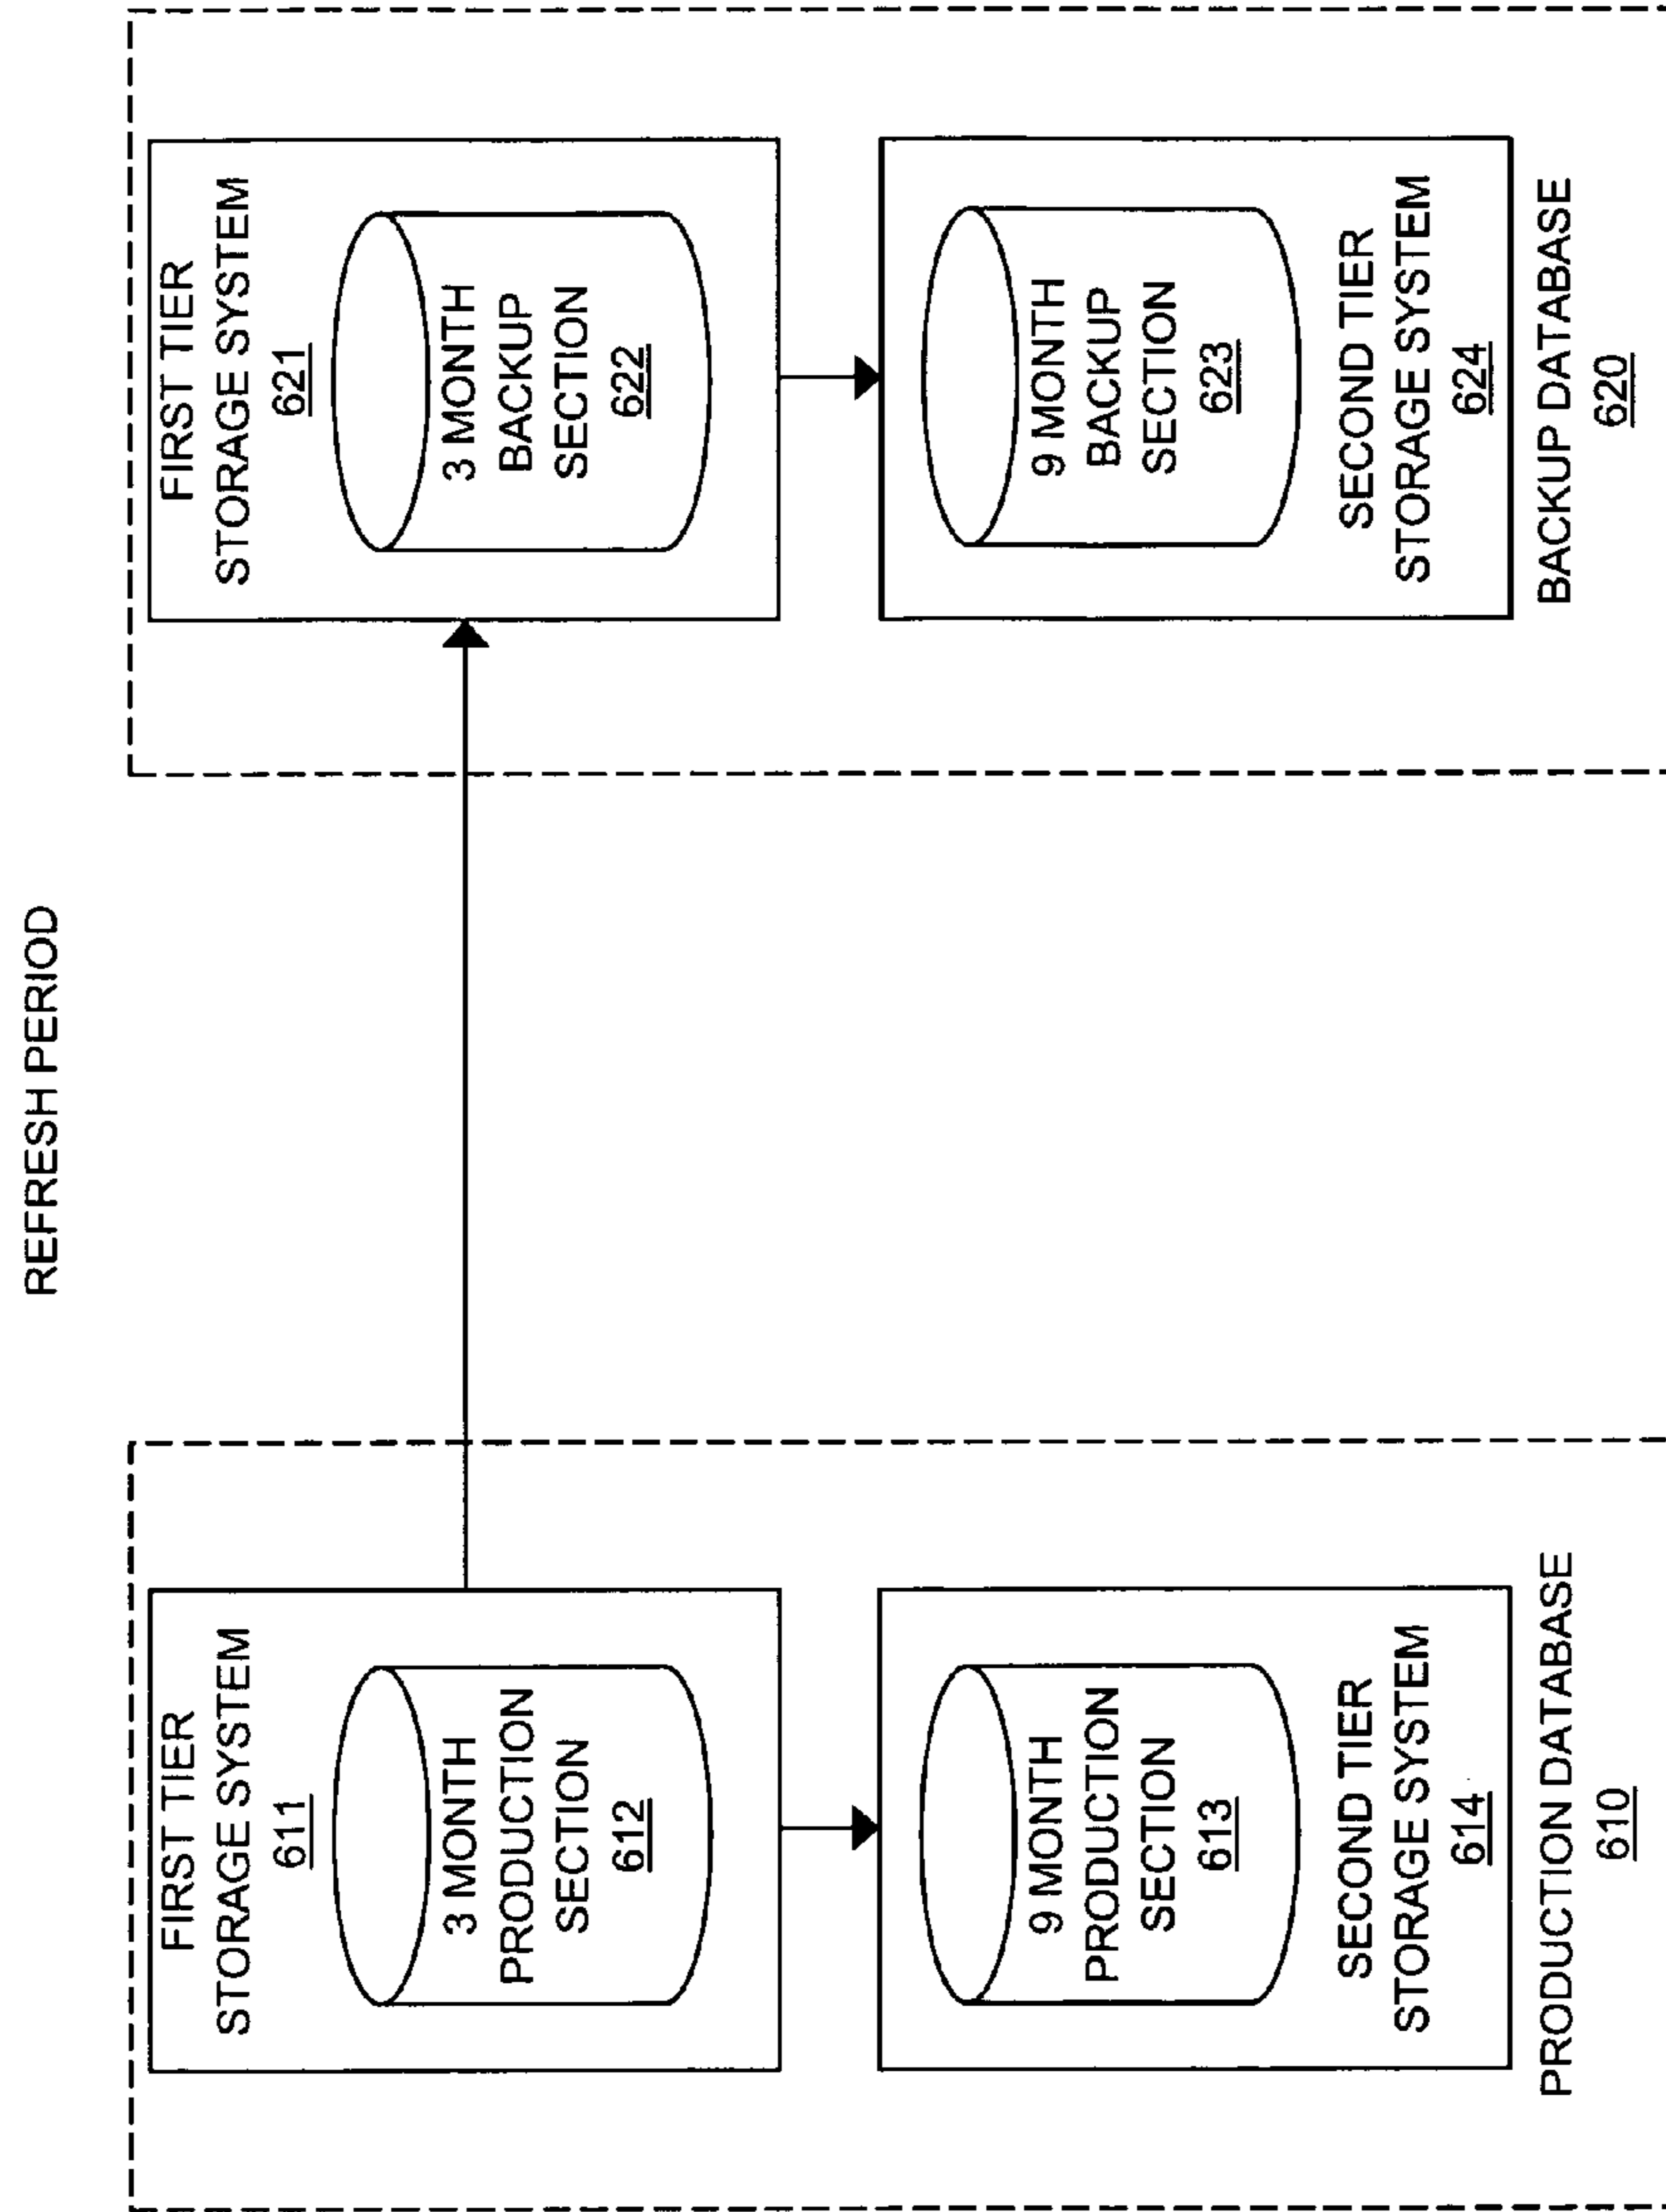 REFRESH PERIOD
FIRST TIER
STORAGE SYSTEM
611
3 MONTH
PRODUCTION
SECTION
612
9 MONTH
PRODUCTION
SECTION
613
SECOND TIER
STORAGE SYSTEM
614
PRODUCTION DATABASE
610
FIRST TIER
STORAGE SYSTEM
621
3 MONTH
BACKUP
SECTION
622
9 MONTH
BACKUP
SECTION
623
SECOND TIER
STORAGE SYSTEM
624
BACKUP DATABASE
620